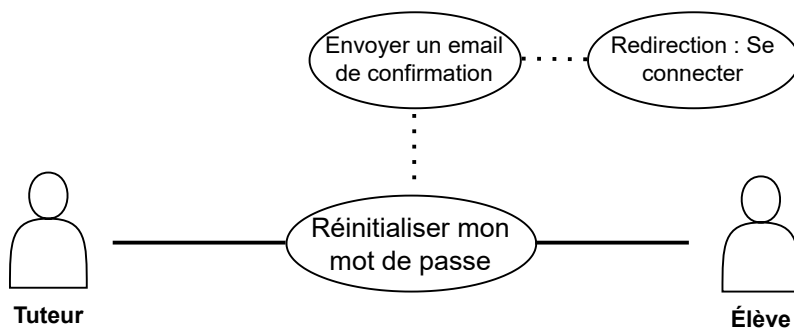 Envoyer un email
de confirmation
Redirection : Se
connecter
Réinitialiser mon
mot de passe
Tuteur
Élève